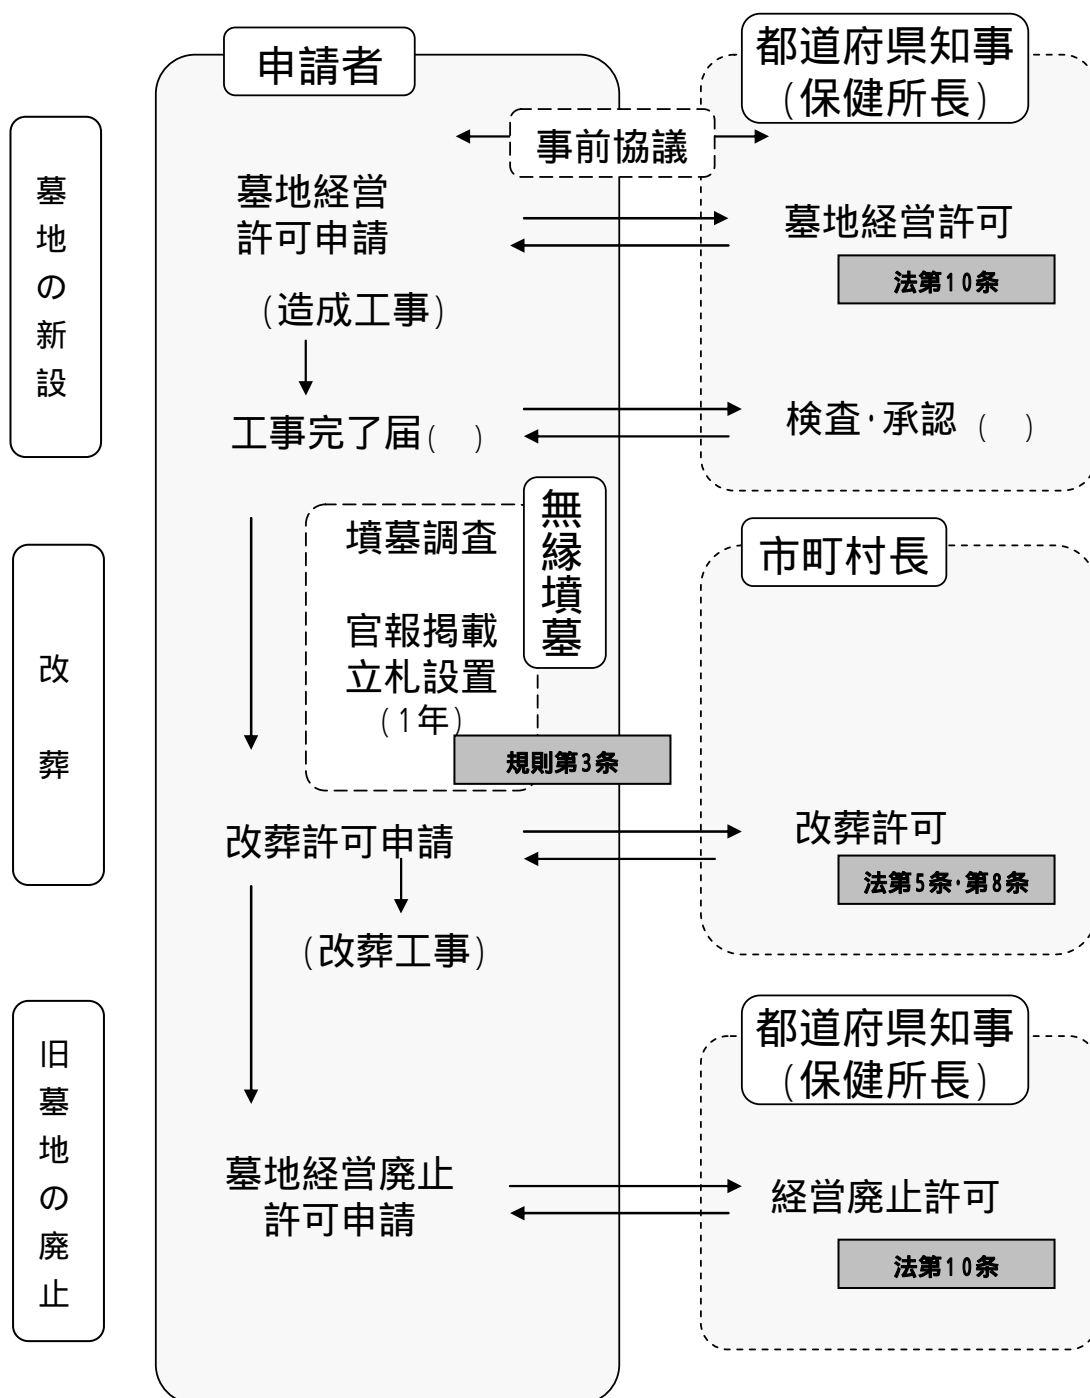 申請者
都道府県知事
(保健所長)
事前協議
墓地の新設
墓地経営
許可申請
墓地経営許可
法第10条
(造成工事)
工事完了届(　)
検査・承認 (　)
無縁墳墓
墳墓調査
官報掲載
立札設置
(1年)
規則第3条
市町村長
改葬
改葬許可申請
改葬許可
法第5条・第8条
(改葬工事)
都道府県知事
(保健所長)
旧墓地の廃止
墓地経営廃止
許可申請
経営廃止許可
法第10条